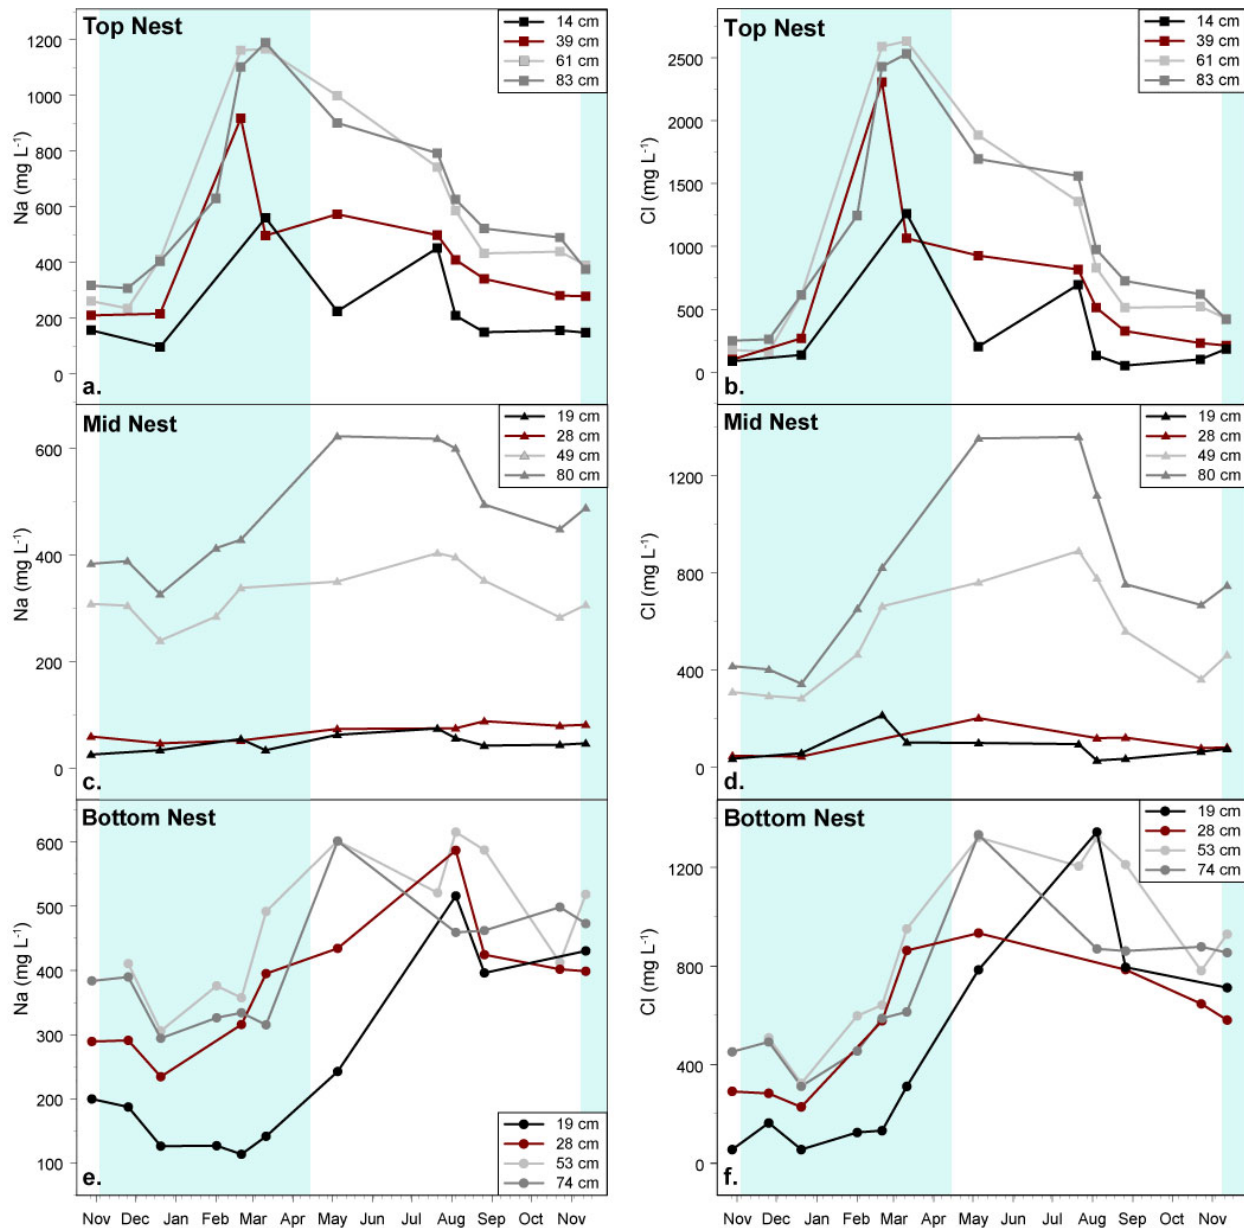 Top Nest
14 cm
39 cm
61 cm
83 cm
1200
1000
800
600
400
200
0
Na (mg L⁻¹)
a.
Top Nest
14 cm
39 cm
61 cm
83 cm
2500
2000
1500
1000
500
0
Cl (mg L⁻¹)
b.
Mid Nest
19 cm
28 cm
49 cm
80 cm
600
400
200
0
Na (mg L⁻¹)
c.
Mid Nest
19 cm
28 cm
49 cm
80 cm
1200
800
400
0
Cl (mg L⁻¹)
d.
Bottom Nest
600
500
400
300
200
100
Na (mg L⁻¹)
19 cm
28 cm
53 cm
74 cm
e.
Nov Dec Jan Feb Mar Apr May Jun Jul Aug Sep Oct Nov
Bottom Nest
19 cm
28 cm
53 cm
74 cm
1200
800
400
0
Cl (mg L⁻¹)
f.
Nov Dec Jan Feb Mar Apr May Jun Jul Aug Sep Oct Nov